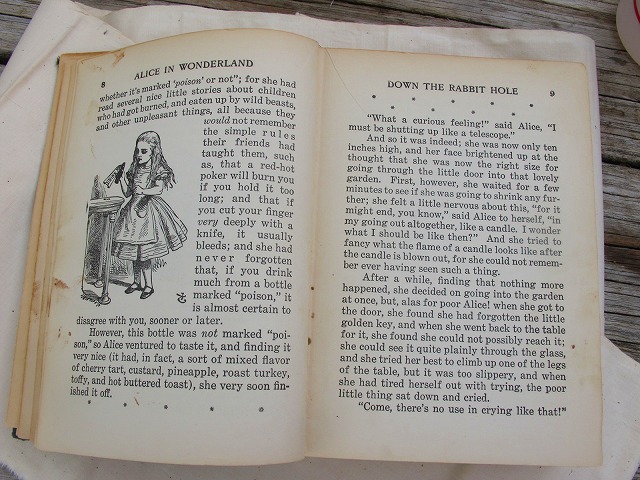 8 ALICE IN WONDERLAND
whether it's marked 'poison' or not"; for she had
read several nice little stories about children
who had got burned, and eaten up by wild beasts,
and other unpleasant things, all because they
would not remember
the simple rules
their friends had
taught them, such
as, that a red-hot
poker will burn you
if you hold it too
long; and that if
you cut your finger
very deeply with a
knife, it usually
bleeds; and she had
never forgotten
that, if you drink
much from a bottle
marked "poison," it
is almost certain to
disagree with you, sooner or later.
However, this bottle was not marked "poi-
son," so Alice ventured to taste it, and finding it
very nice (it had, in fact, a sort of mixed flavor
of cherry tart, custard, pineapple, roast turkey,
toffy, and hot buttered toast), she very soon fin-
ished it off.
* * * * *
DOWN THE RABBIT HOLE 9
* * * * * *
* * * * *
"What a curious feeling!" said Alice, "I
must be shutting up like a telescope."
And so it was indeed; she was now only ten
inches high, and her face brightened up at the
thought that she was now the right size for
going through the little door into that lovely
garden. First, however, she waited for a few
minutes to see if she was going to shrink any fur-
ther; she felt a little nervous about this, "for it
might end, you know," said Alice to herself, "in
my going out altogether, like a candle. I wonder
what I should be like then?" And she tried to
fancy what the flame of a candle looks like after
the candle is blown out, for she could not remem-
ber ever having seen such a thing.
After a while, finding that nothing more
happened, she decided on going into the garden
at once, but, alas for poor Alice! when she got to
the door, she found she had forgotten the little
golden key, and when she went back to the table
for it, she found she could not possibly reach it;
she could see it quite plainly through the glass,
and she tried her best to climb up one of the legs
of the table, but it was too slippery, and when
she had tired herself out with trying, the poor
little thing sat down and cried.
"Come, there's no use in crying like that!"